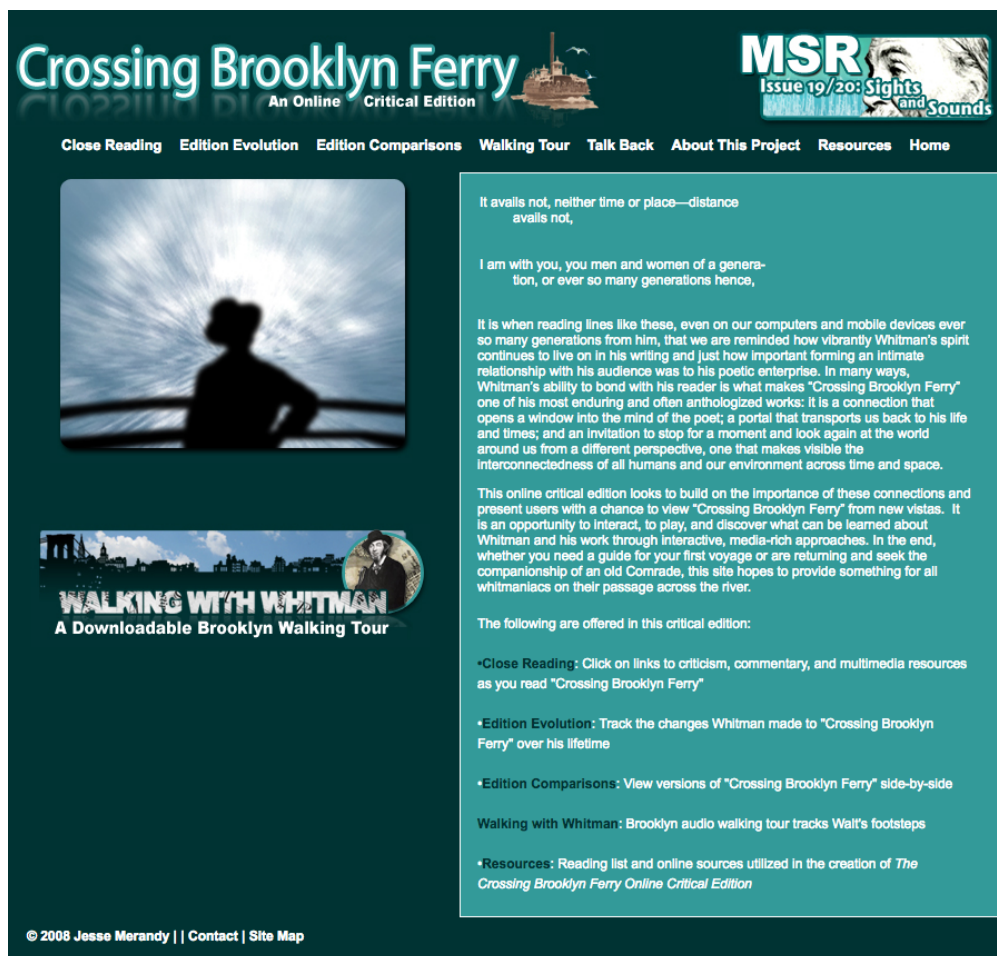 Crossing Brooklyn Ferry
An Online Critical Edition
MSR
Issue 19/20: Sights
and Sounds
Close Reading Edition Evolution Edition Comparisons Walking Tour Talk Back About This Project Resources Home
It avails not, neither time or place—distance
avails not,
I am with you, you men and women of a genera-
tion, or ever so many generations hence,
It is when reading lines like these, even on our computers and mobile devices ever
so many generations from him, that we are reminded how vibrantly Whitman's spirit
continues to live on in his writing and just how important forming an intimate
relationship with his audience was to his poetic enterprise. In many ways,
Whitman's ability to bond with his reader is what makes "Crossing Brooklyn Ferry"
one of his most enduring and often anthologized works: it is a connection that
opens a window into the mind of the poet; a portal that transports us back to his life
and times; and an invitation to stop for a moment and look again at the world
around us from a different perspective, one that makes visible the
interconnectedness of all humans and our environment across time and space.
This online critical edition looks to build on the importance of these connections and
present users with a chance to view "Crossing Brooklyn Ferry" from new vistas. It
is an opportunity to interact, to play, and discover what can be learned about
Whitman and his work through interactive, media-rich approaches. In the end,
whether you need a guide for your first voyage or are returning and seek the
companionship of an old Comrade, this site hopes to provide something for all
whitmaniacs on their passage across the river.
The following are offered in this critical edition:
•Close Reading: Click on links to criticism, commentary, and multimedia resources
as you read "Crossing Brooklyn Ferry"
•Edition Evolution: Track the changes Whitman made to "Crossing Brooklyn
Ferry" over his lifetime
•Edition Comparisons: View versions of "Crossing Brooklyn Ferry" side-by-side
Walking with Whitman: Brooklyn audio walking tour tracks Walt's footsteps
•Resources: Reading list and online sources utilized in the creation of The
Crossing Brooklyn Ferry Online Critical Edition
WALKING WITH WHITMAN
A Downloadable Brooklyn Walking Tour
© 2008 Jesse Merandy | | Contact | Site Map